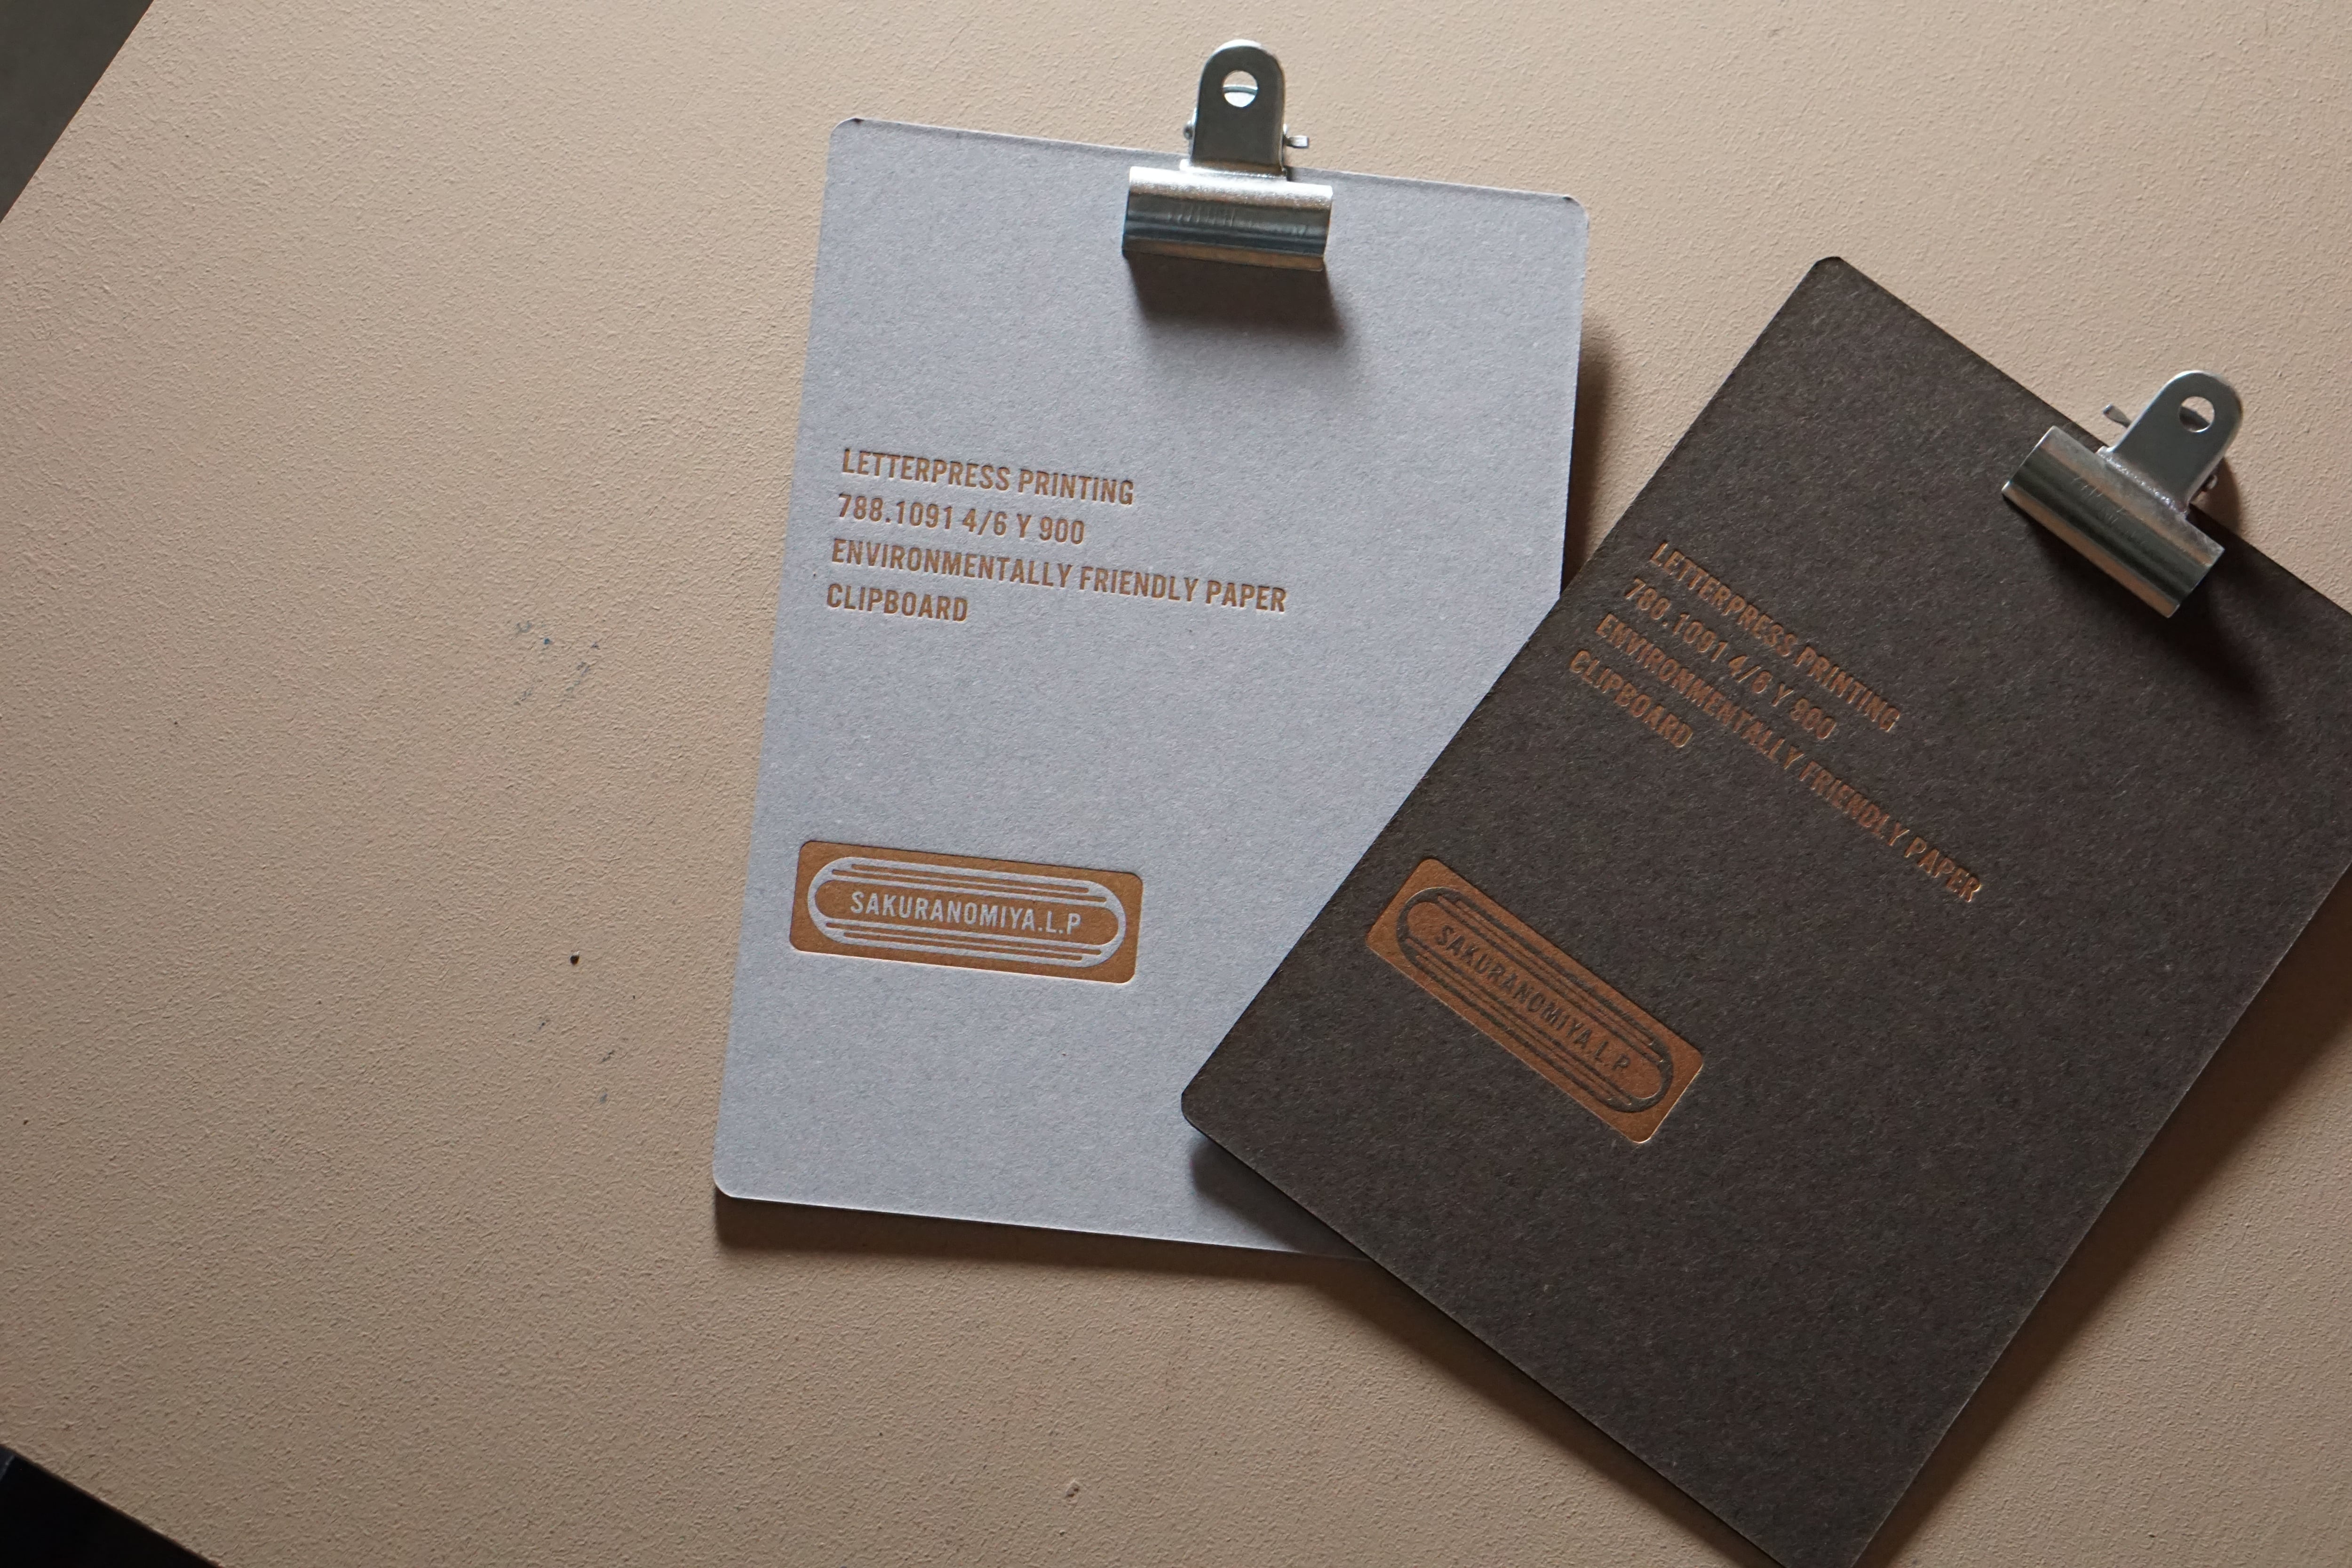 LETTERPRESS PRINTING
788.1091 4/6 Y 900
ENVIRONMENTALLY FRIENDLY PAPER
CLIPBOARD
SAKURANOMIYA.L.P
LETTERPRESS PRINTING
788.1091 4/6 Y 900
ENVIRONMENTALLY FRIENDLY PAPER
CLIPBOARD
SAKURANOMIYA.L.P